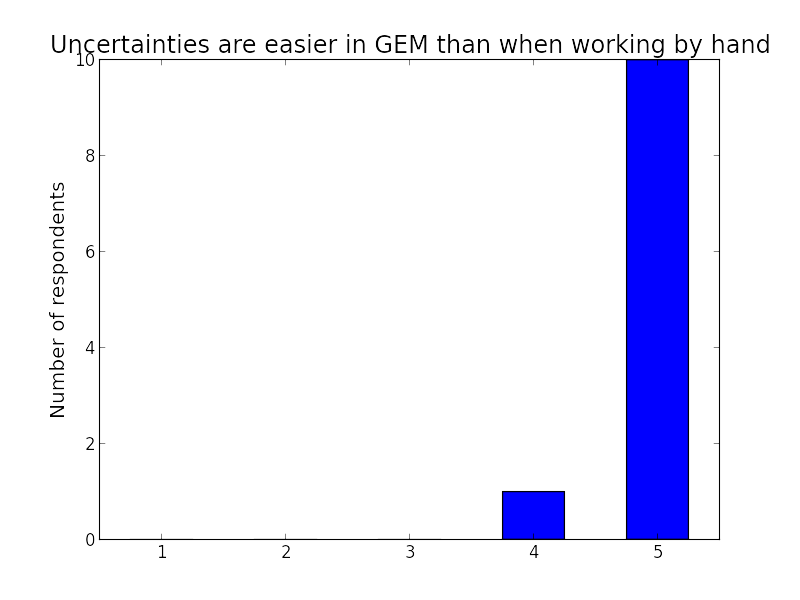 Uncertainties are easier in GEM than when working by hand
Number of respondents
10
8
6
4
2
0
1 2 3 4 5